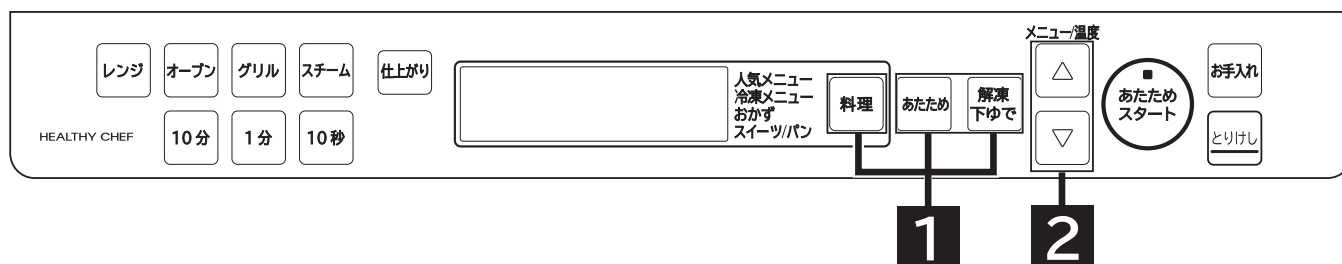 メニュー/温度
レンジ
オーブン
グリル
スチーム
仕上がり
人気メニュー
冷凍メニュー
おかず
スイーツ/パン
料理
あたため
解凍
下ゆで
△
▽
あたため
スタート
お手入れ
とりけし
HEALTHY CHEF
10分
1分
10秒
1
2